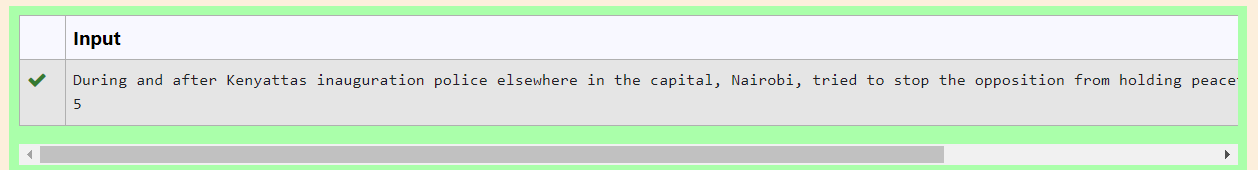 Input
During and after Kenyattas inauguration police elsewhere in the capital, Nairobi, tried to stop the opposition from holding
5